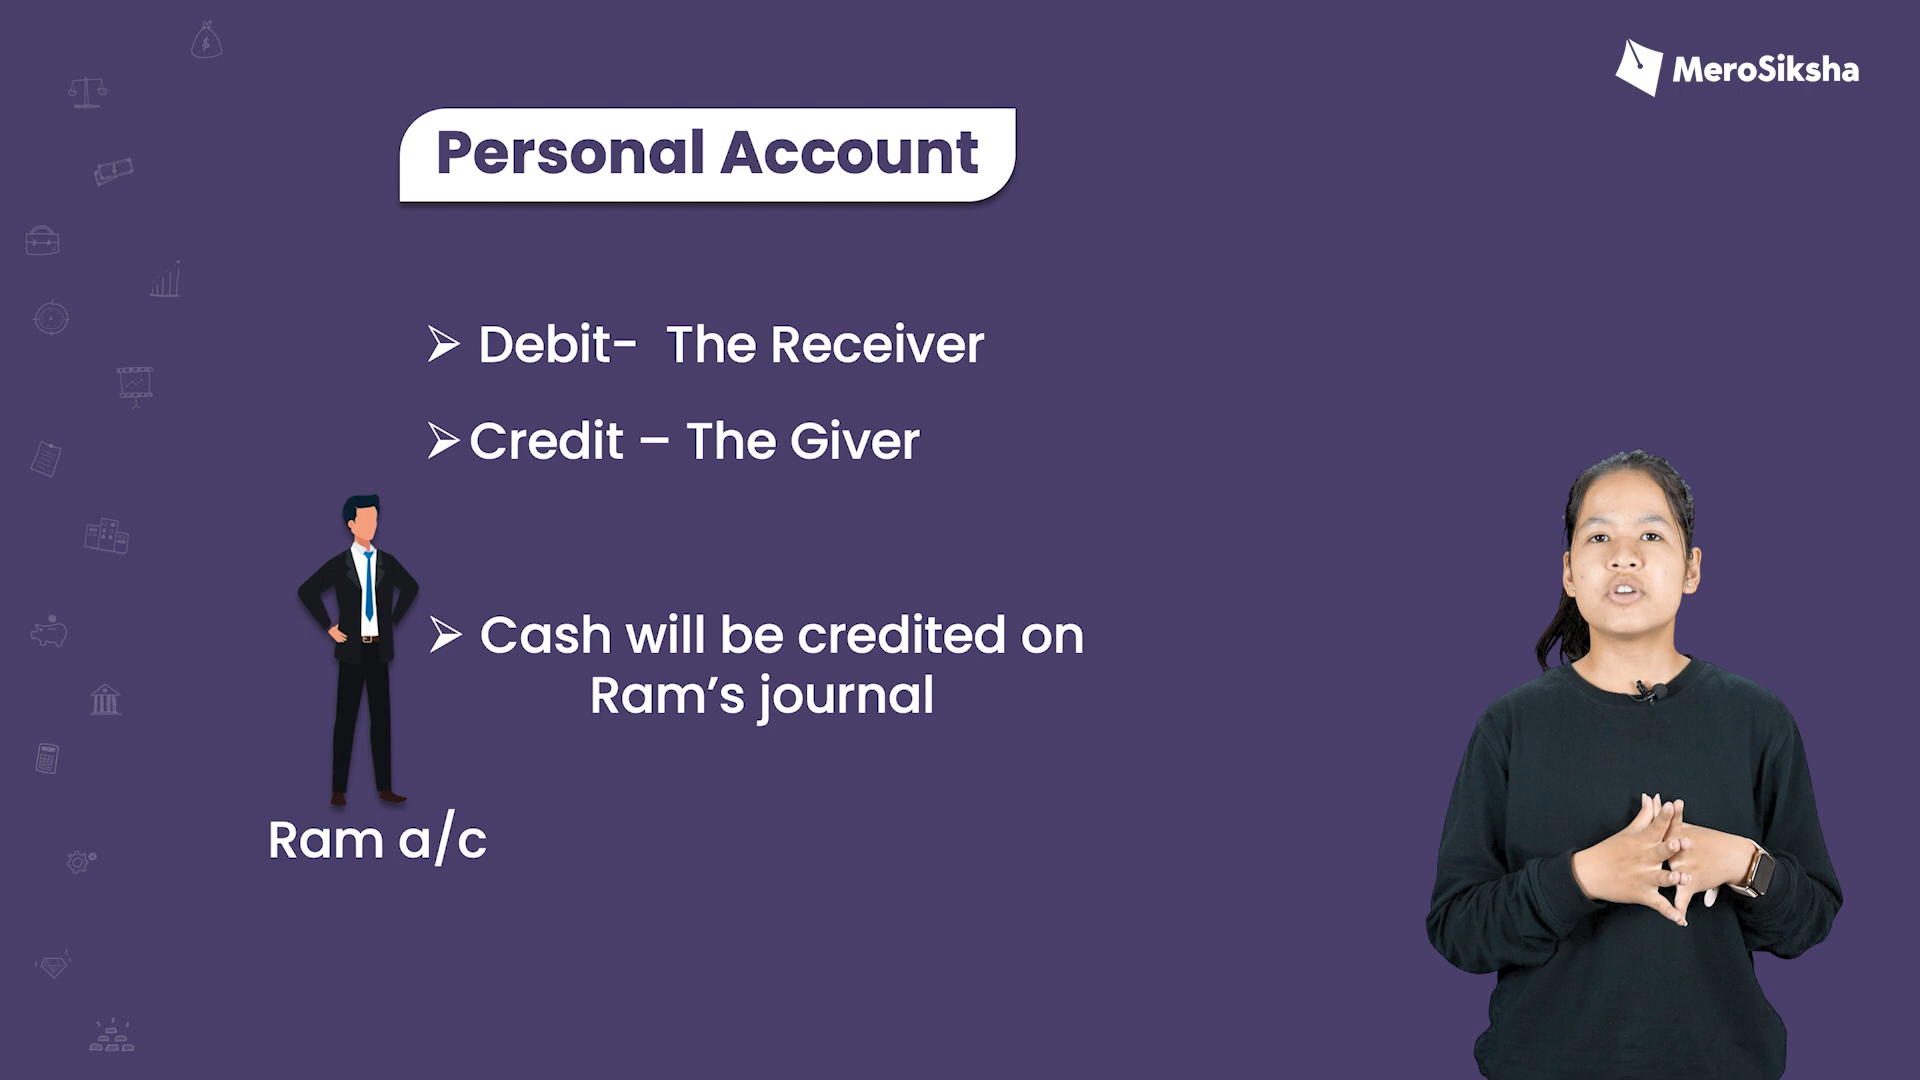 MeroSiksha
Personal Account
➢ Debit-  The Receiver
➢ Credit – The Giver
➢ Cash will be credited on
Ram’s journal
Ram a/c